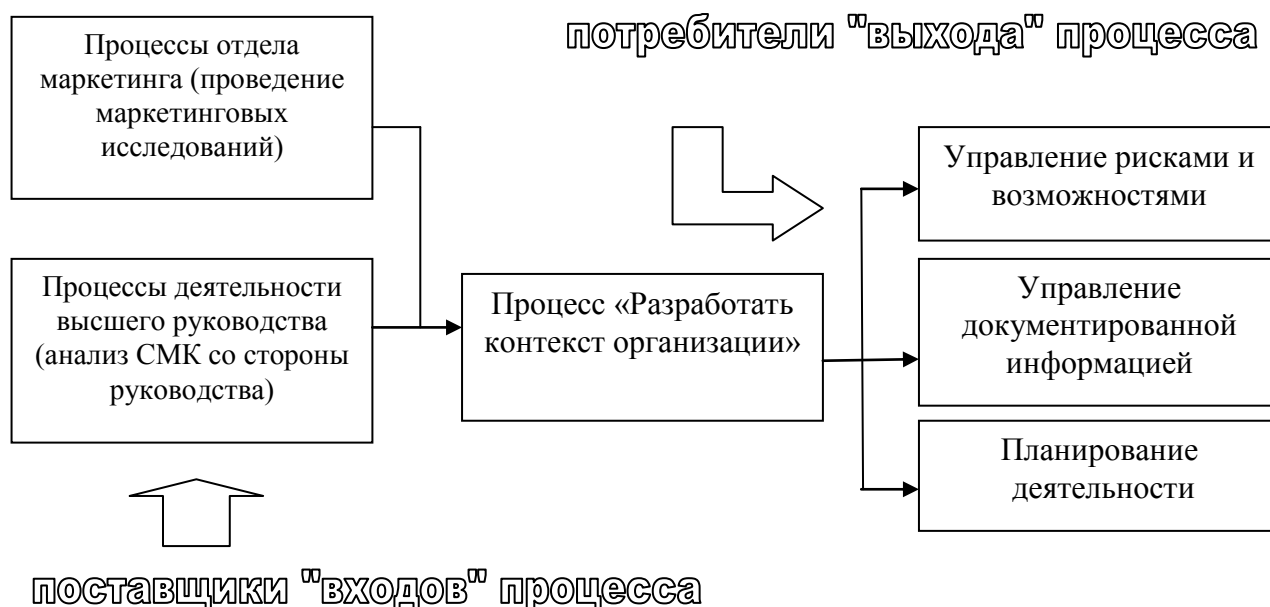 Процессы отдела
маркетинга (проведение
маркетинговых
исследований)
потребители "выхода" процесса
Управление рисками и
возможностями
Процессы деятельности
высшего руководства
(анализ СМК со стороны
руководства)
Процесс «Разработать
контекст организации»
Управление
документированной
информацией
Планирование
деятельности
поставщики "входов" процесса